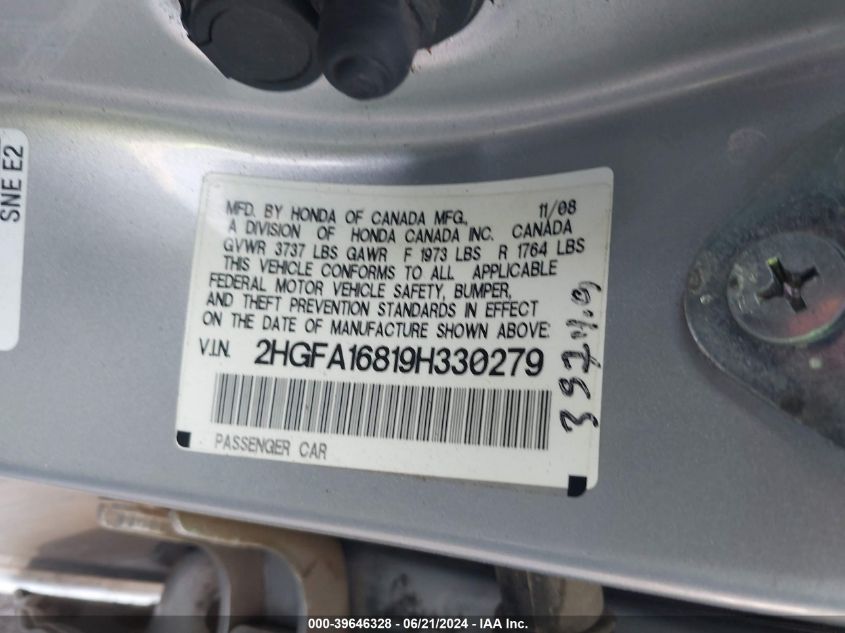 SNE E2
MFD. BY HONDA OF CANADA MFG., 11/08
A DIVISION OF HONDA CANADA INC. CANADA
GVWR 3737 LBS GAWR F 1973 LBS R 1764 LBS
THIS VEHICLE CONFORMS TO ALL APPLICABLE
FEDERAL MOTOR VEHICLE SAFETY, BUMPER,
AND THEFT PREVENTION STANDARDS IN EFFECT
ON THE DATE OF MANUFACTURE SHOWN ABOVE:
V.I.N. 2HGFA16819H330279
PASSENGER CAR
000-39646328 - 06/21/2024 - IAA Inc.